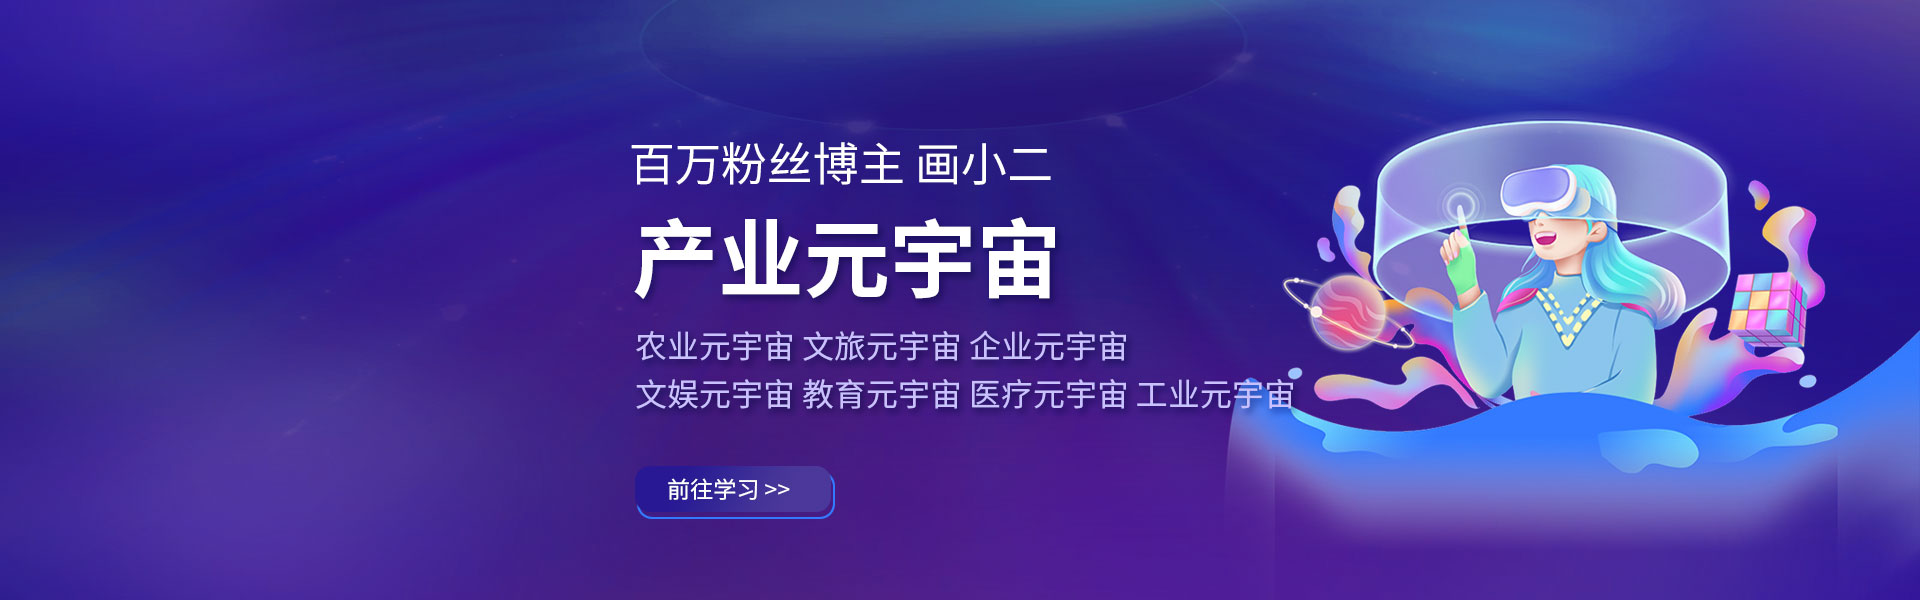 百万粉丝博主 画小二
产业元宇宙
农业元宇宙 文旅元宇宙 企业元宇宙
文娱元宇宙 教育元宇宙 医疗元宇宙 工业元宇宙
前往学习 >>